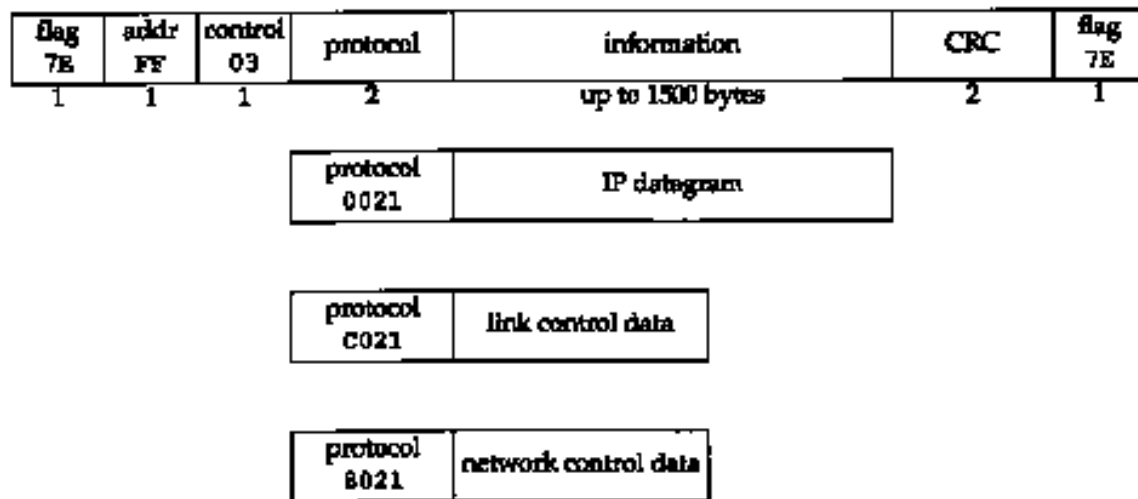 flag addr control protocol information CRC flag
7E FF 03 7E
1 1 1 2 up to 1500 bytes 2 1
protocol IP datagram
0021
protocol link control data
C021
protocol network control data
8021